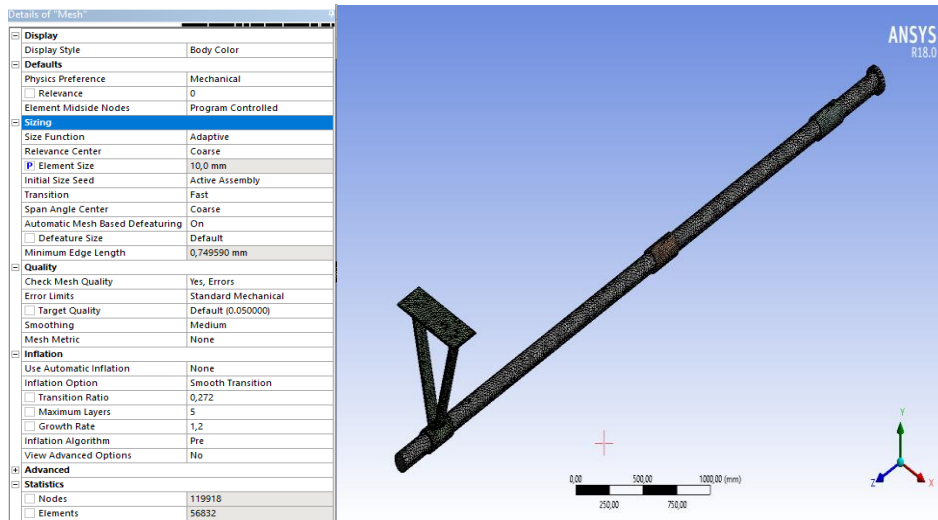 Details of "Mesh"
Display
Display Style Body Color
Defaults
Physics Preference Mechanical
Relevance 0
Element Midside Nodes Program Controlled
Sizing
Size Function Adaptive
Relevance Center Coarse
P Element Size 10,0 mm
Initial Size Seed Active Assembly
Transition Fast
Span Angle Center Coarse
Automatic Mesh Based Defeaturing On
Defeature Size Default
Minimum Edge Length 0,749590 mm
Quality
Check Mesh Quality Yes, Errors
Error Limits Standard Mechanical
Target Quality Default (0.050000)
Smoothing Medium
Mesh Metric None
Inflation
Use Automatic Inflation None
Inflation Option Smooth Transition
Transition Ratio 0,272
Maximum Layers 5
Growth Rate 1,2
Inflation Algorithm Pre
View Advanced Options No
Advanced
Statistics
Nodes 119918
Elements 56832
ANSYS
R18.0
0,00 500,00 1000,00 (mm)
250,00 750,00
Y
Z X